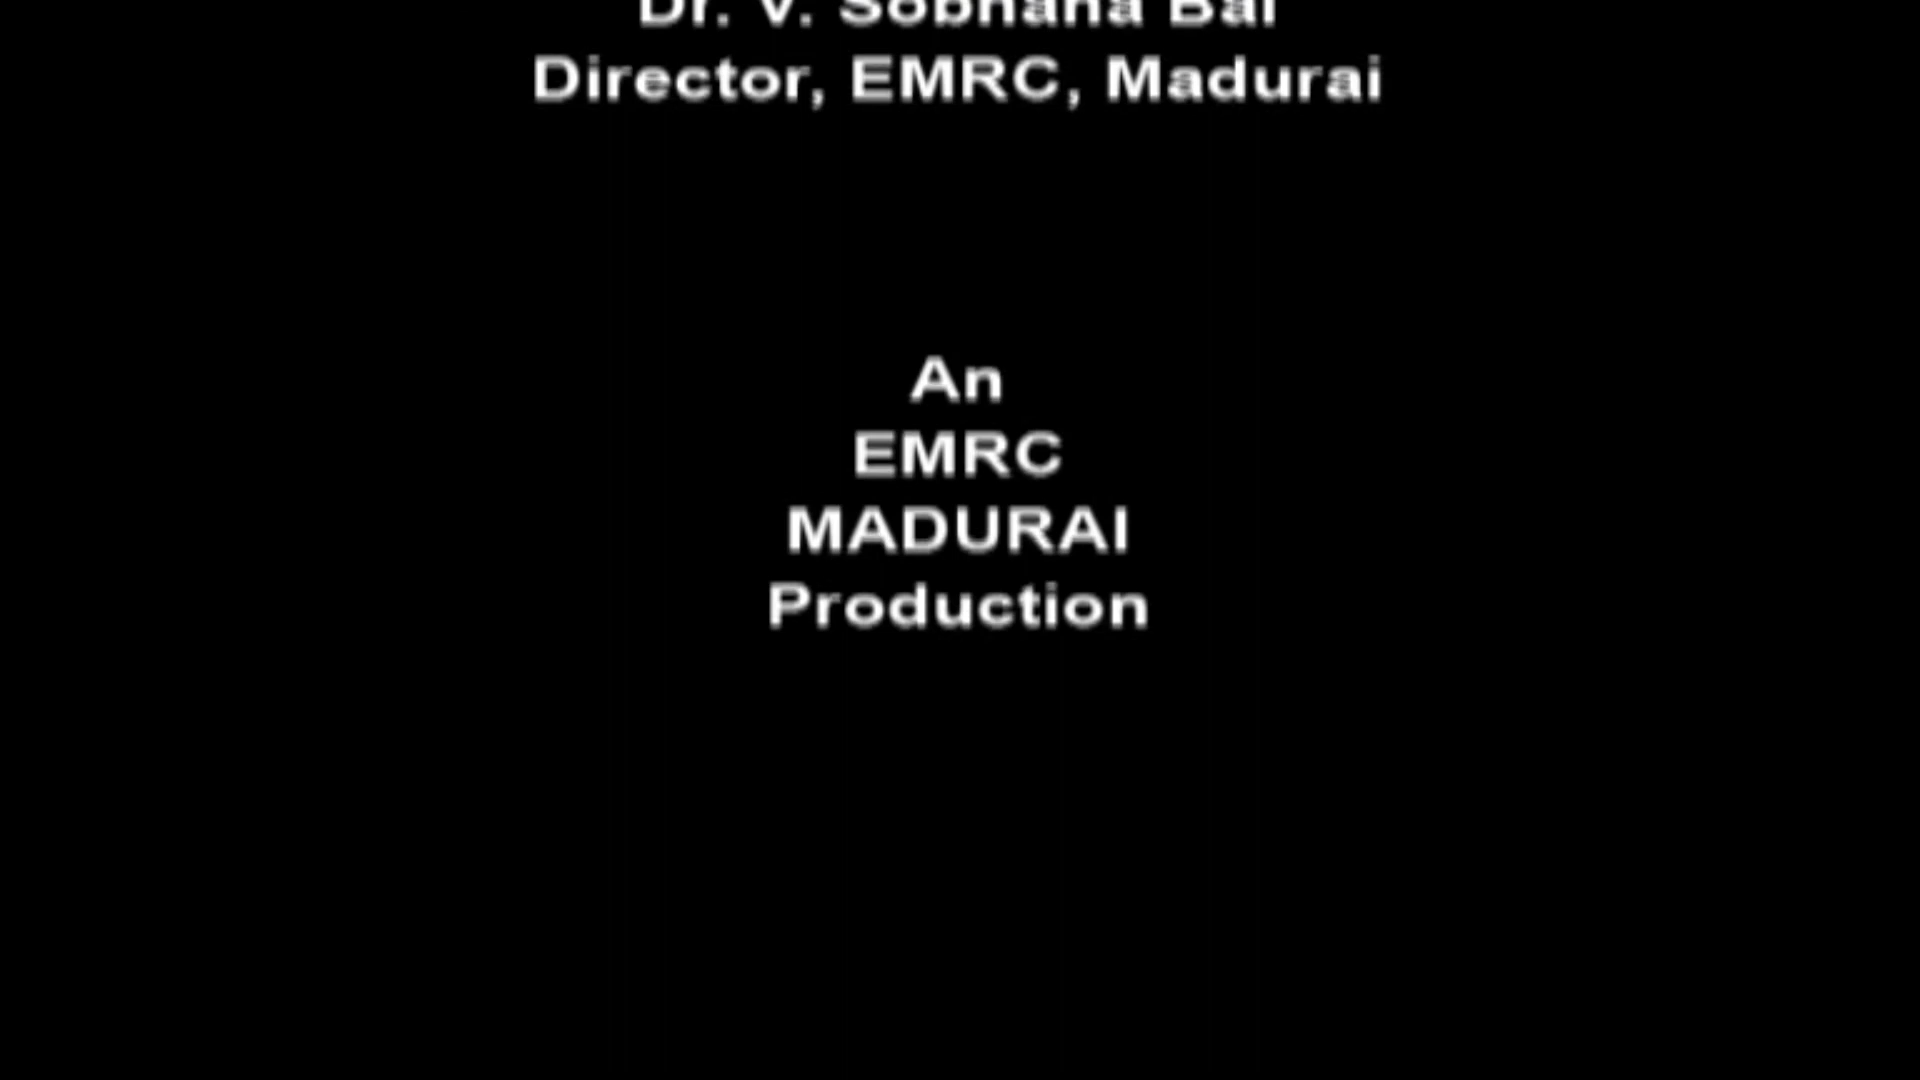 Dr. V. Sobhana Bai
Director, EMRC, Madurai
An
EMRC
MADURAI
Production